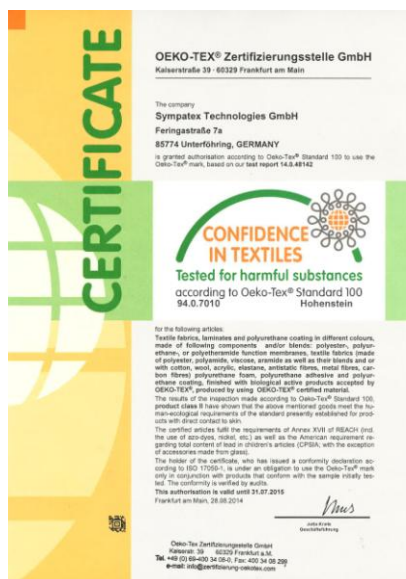 CERTIFICATE
OEKO-TEX® Zertifizierungsstelle GmbH
Kaiserstraße 39 · 60329 Frankfurt am Main
The company
Sympatex Technologies GmbH
Feringastraße 7a
85774 Unterföhring, GERMANY
is granted authorisation according to Oeko-Tex® Standard 100 to use the
Oeko-Tex® mark, based on our test report 14.0.48142
CONFIDENCE
IN TEXTILES
Tested for harmful substances
according to Oeko-Tex® Standard 100
94.0.7010 Hohenstein
for the following articles:
Textile fabrics, laminates and polyurethane coating in different colours,
made of following components and/or blends: polyester-, polyur-
ethane-, or polyetheramide function membranes, textile fabrics (made
of polyester, polyamide, viscose, aramide as well as their blends and or
with cotton, wool, acrylic, elastane, antistatic fibres, metal fibres, car-
bon fibres) polyurethane foam, polyurethane adhesive and polyur-
ethane coating, finished with biological active products accepted by
OEKO-TEX®, produced by using OEKO-TEX® certified material.
The results of the inspection made according to Oeko-Tex® Standard 100,
product class II have shown that the above mentioned goods meet the hu-
man-ecological requirements of the standard presently established for prod-
ucts with direct contact to skin.
The certified articles fulfil the requirements of Annex XVII of REACH (incl.
the use of azo-dyes, nickel, etc.) as well as the American requirement re-
garding total content of lead in children's articles (CPSIA; with the exception
of accessories made from glass).
The holder of the certificate, who has issued a conformity declaration ac-
cording to ISO 17050-1, is under an obligation to use the Oeko-Tex® mark
only in conjunction with products that conform with the sample initially tes-
ted. The conformity is verified by audits.
This authorisation is valid until 31.07.2015
Frankfurt am Main, 28.08.2014
Geschäftsführung
Oeko-Tex Zertifizierungsstelle GmbH
Kaiserstr. 39 60329 Frankfurt a.M.
Tel. +49 (0) 69-400 34 08-0, Fax: 400 34 08 299
e-mail: info@zertifizierung-oekotex.com